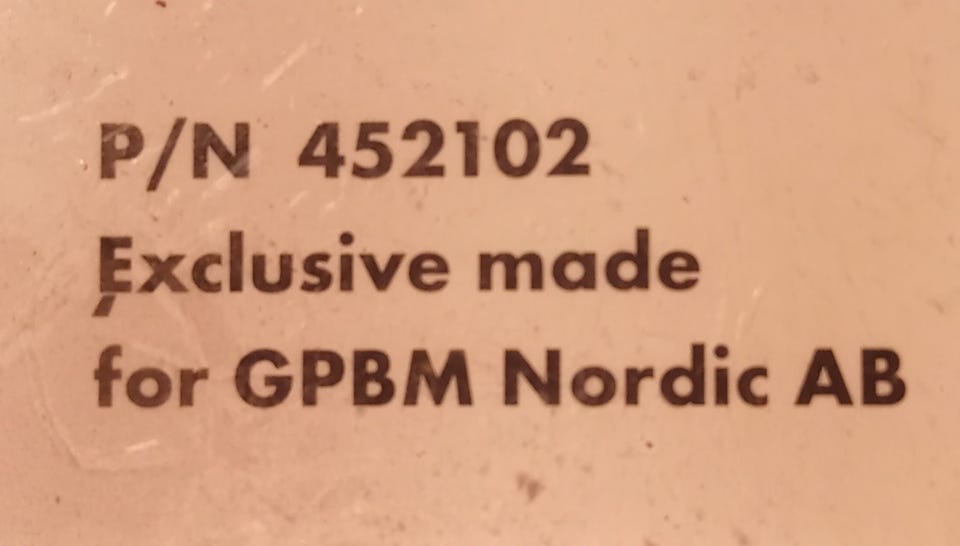 P/N 452102
Exclusive made
for GPBM Nordic AB